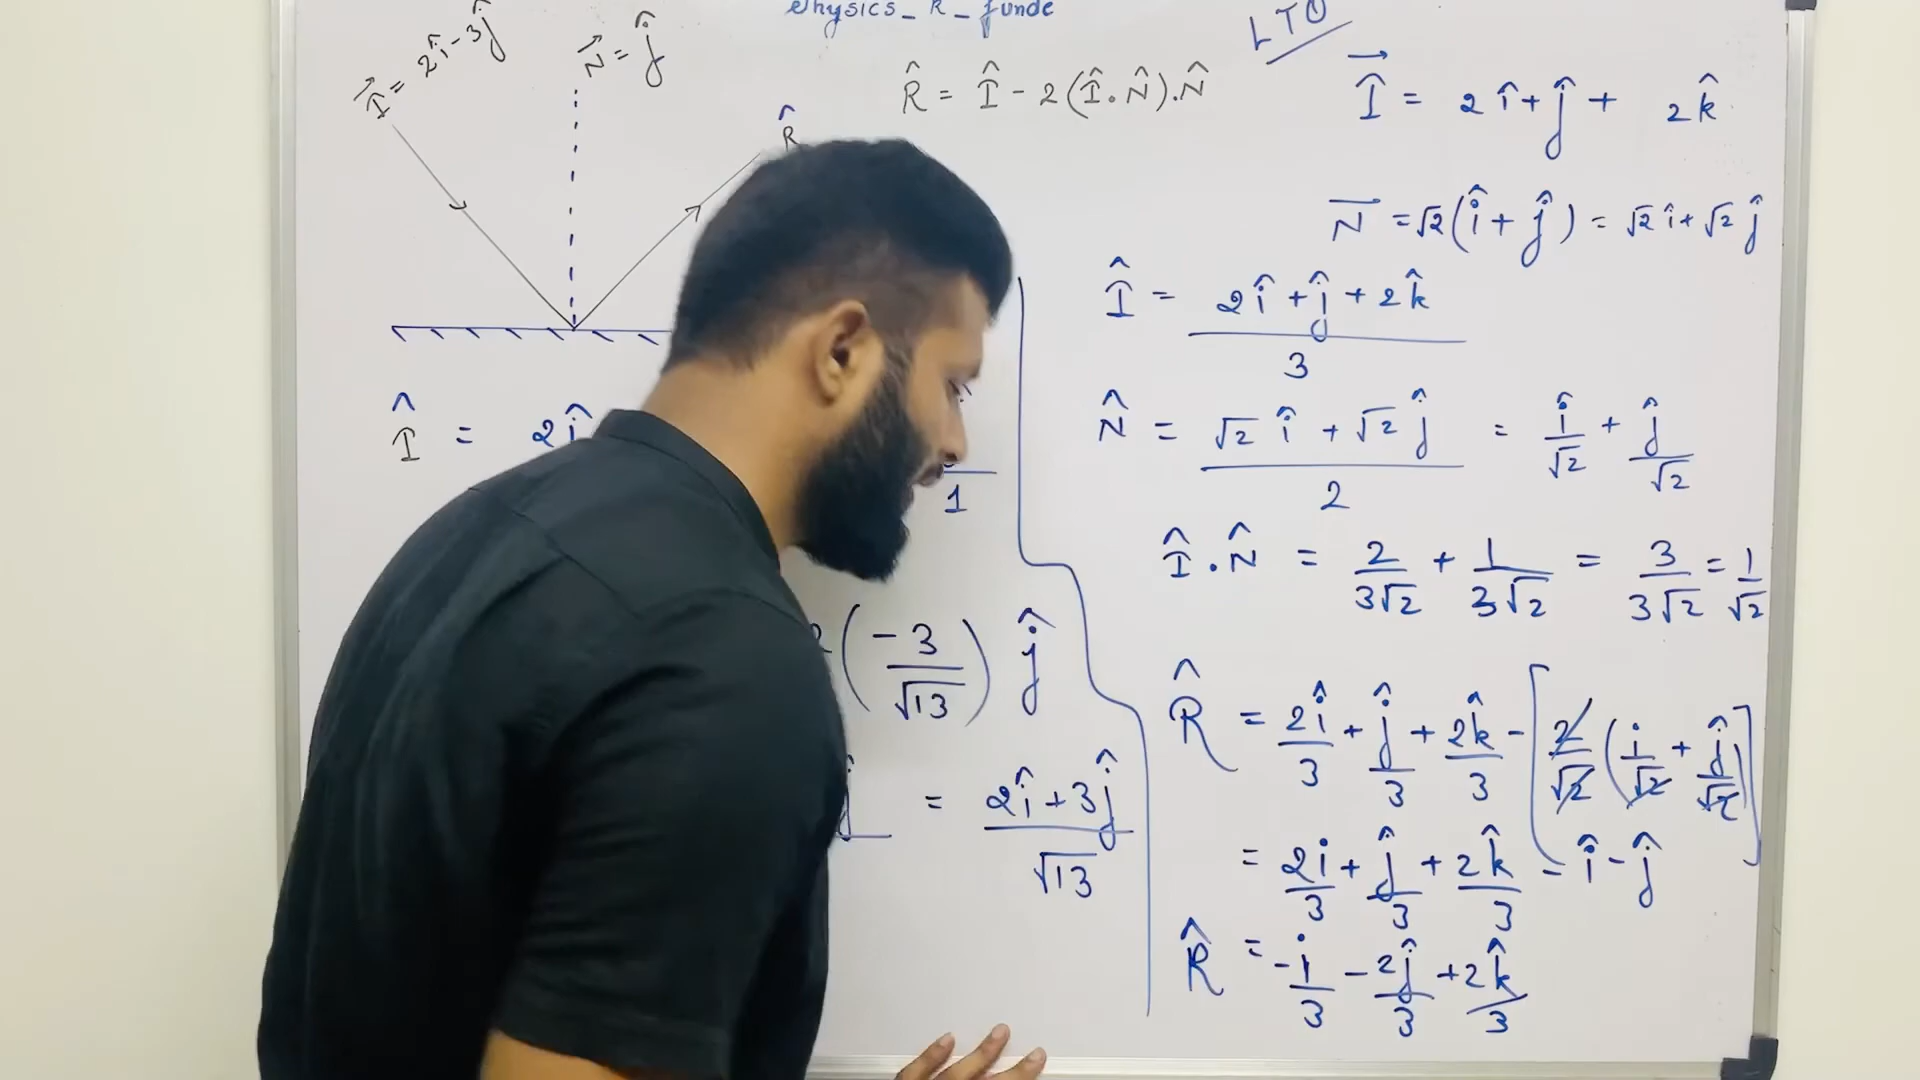 Physics_R_funde
LTO
I⃗ = 2î - 3ĵ
N⃗ = ĵ
R̂
R̂ = Î - 2(Î.N̂).N̂
Î = 2î
1
(-3/√13) ĵ
= (2î + 3ĵ)/√13
I⃗ = 2î + ĵ + 2k̂
N⃗ = √2(î + ĵ) = √2 î + √2 ĵ
Î = (2î + ĵ + 2k̂)/3
N̂ = (√2 î + √2 ĵ)/2 = î/√2 + ĵ/√2
Î.N̂ = 2/3√2 + 1/3√2 = 3/3√2 = 1/√2
R̂ = 2î/3 + ĵ/3 + 2k̂/3 - [2/√2 (i/√2 + ĵ/√2)]
= 2i/3 + ĵ/3 + 2k̂/3 - î - ĵ
R̂ = -i/3 - 2ĵ/3 + 2k̂/3